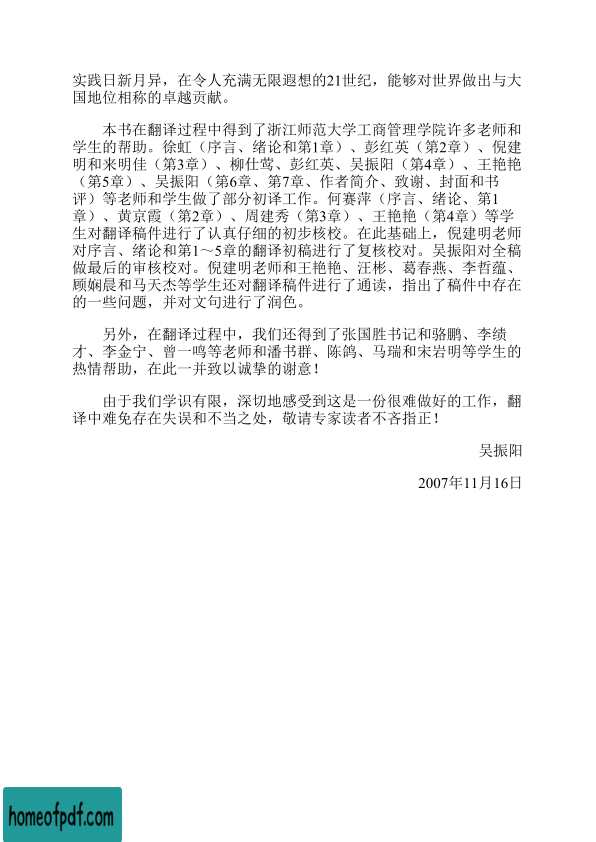 实践日新月异，在令人充满无限遐想的21世纪，能够对世界做出与大
国地位相称的卓越贡献。
本书在翻译过程中得到了浙江师范大学工商管理学院许多老师和
学生的帮助。徐虹（序言、绪论和第1章）、彭红英（第2章）、倪建
明和来明佳（第3章）、柳仕莺、彭红英、吴振阳（第4章）、王艳艳
（第5章）、吴振阳（第6章、第7章、作者简介、致谢、封面和书
评）等老师和学生做了部分初译工作。何赛萍（序言、绪论、第1
章）、黄京霞（第2章）、周建秀（第3章）、王艳艳（第4章）等学
生对翻译稿件进行了认真仔细的初步核校。在此基础上，倪建明老师
对序言、绪论和第1～5章的翻译初稿进行了复核校对。吴振阳对全稿
做最后的审核校对。倪建明老师和王艳艳、汪彬、葛春燕、李哲蕴、
顾娴晨和马天杰等学生还对翻译稿件进行了通读，指出了稿件中存在
的一些问题，并对文句进行了润色。
另外，在翻译过程中，我们还得到了张国胜书记和骆鹏、李绩
才、李金宁、曾一鸣等老师和潘书群、陈鸽、马瑞和宋岩明等学生的
热情帮助，在此一并致以诚挚的谢意！
由于我们学识有限，深切地感受到这是一份很难做好的工作，翻
译中难免存在失误和不当之处，敬请专家读者不吝指正！
吴振阳
2007年11月16日
homeofpdf.com